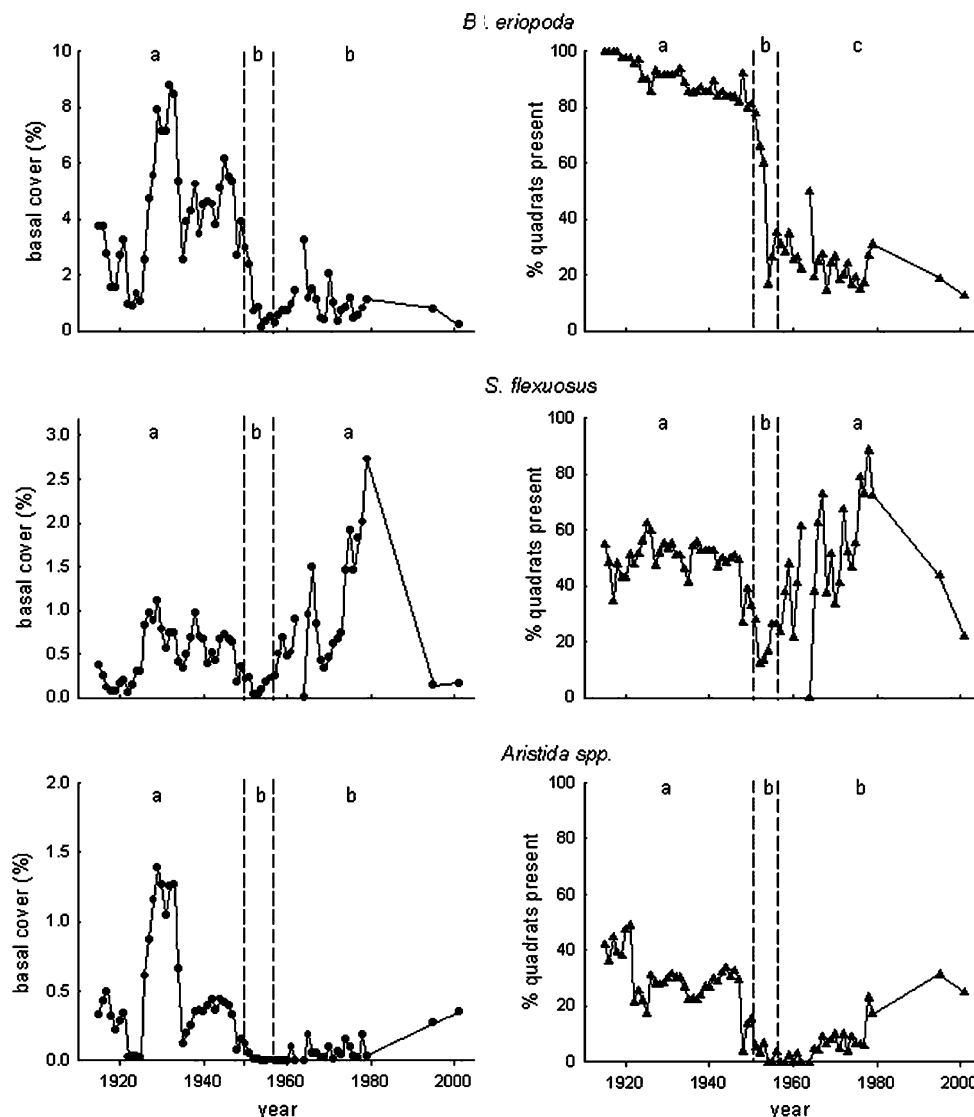 B. eriopoda
a b b
10
8
6
4
2
0
basal cover (%)
a b c
100
80
60
40
20
0
% quadrats present
S. flexuosus
a b a
3.0
2.5
2.0
1.5
1.0
0.5
0.0
basal cover (%)
a b a
100
80
60
40
20
0
% quadrats present
Aristida spp.
a b b
2.0
1.5
1.0
0.5
0.0
basal cover (%)
1920 1940 1960 1980 2000
year
a b b
100
80
60
40
20
0
% quadrats present
1920 1940 1960 1980 2000
year